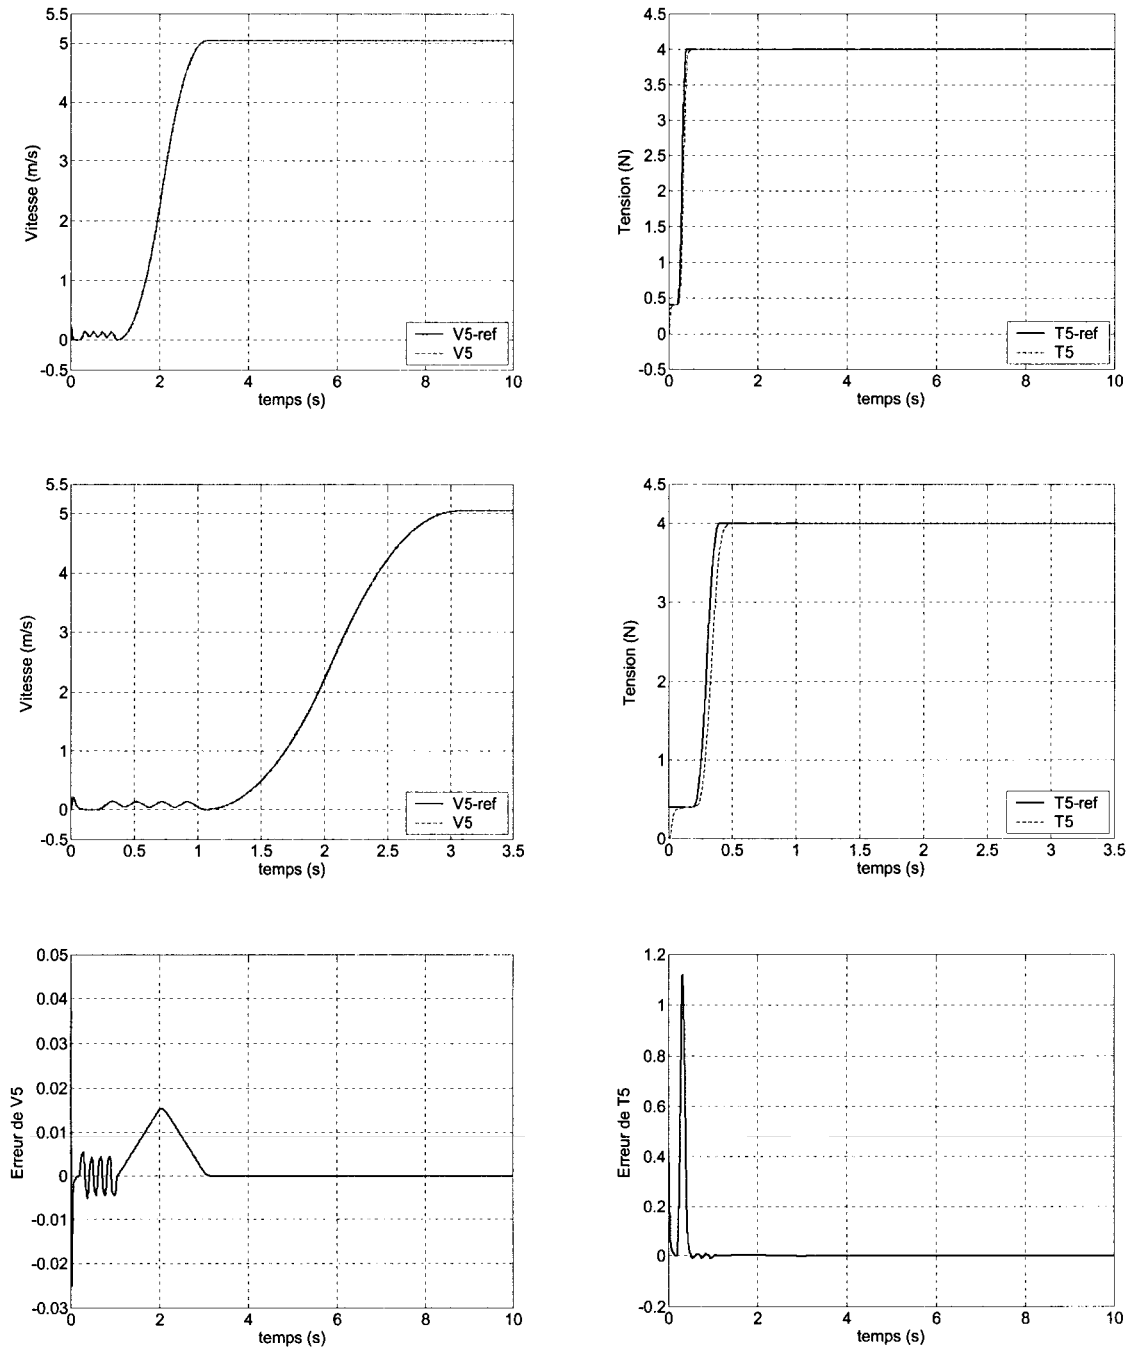 5.5
5
4
3
2
1
0
-0.5
Vitesse (m/s)
0 2 4 6 8 10
temps (s)
V5-ref
V5
4.5
4
3.5
3
2.5
2
1.5
1
0.5
0
-0.5
Tension (N)
0 2 4 6 8 10
temps (s)
T5-ref
T5
5.5
5
4
3
2
1
0
-0.5
Vitesse (m/s)
0 0.5 1 1.5 2 2.5 3 3.5
temps (s)
V5-ref
V5
4.5
4
3
2
1
0
Tension (N)
0 0.5 1 1.5 2 2.5 3 3.5
temps (s)
T5-ref
T5
0.05
0.04
0.03
0.02
0.01
0
-0.01
-0.02
-0.03
Erreur de V5
0 2 4 6 8 10
temps (s)
1.2
1
0.8
0.6
0.4
0.2
0
-0.2
Erreur de T5
0 2 4 6 8 10
temps (s)